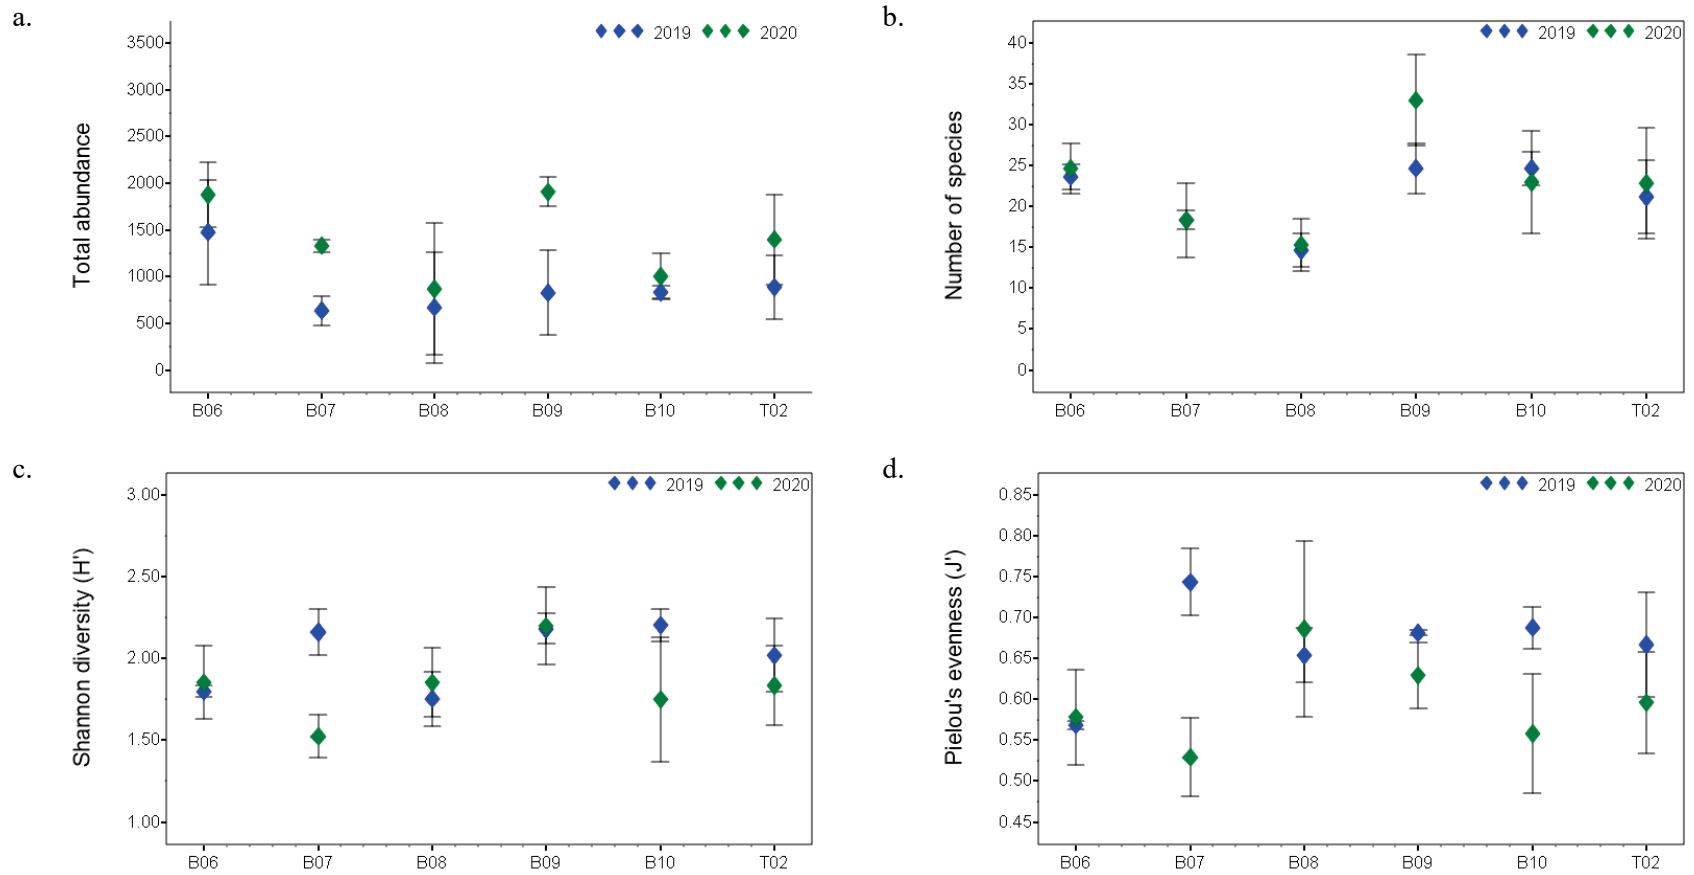 a.
2019 2020
Total abundance
3500
3000
2500
2000
1500
1000
500
0
B06 B07 B08 B09 B10 T02
b.
2019 2020
Number of species
40
35
30
25
20
15
10
5
0
B06 B07 B08 B09 B10 T02
c.
2019 2020
Shannon diversity (H')
3.00
2.50
2.00
1.50
1.00
B06 B07 B08 B09 B10 T02
d.
2019 2020
Pielou's evenness (J')
0.85
0.80
0.75
0.70
0.65
0.60
0.55
0.50
0.45
B06 B07 B08 B09 B10 T02